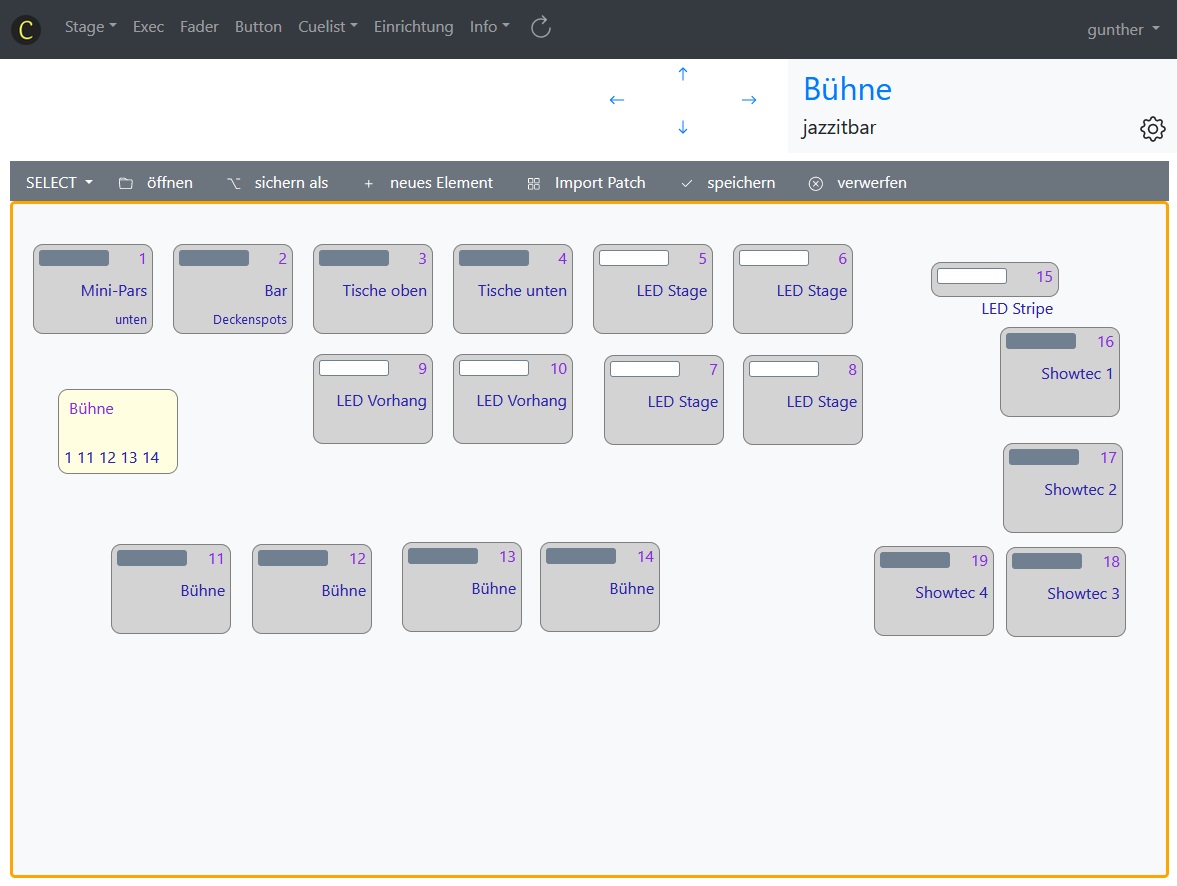 C Stage Exec Fader Button Cuelist Einrichtung Info gunther
Bühne
jazzitbar
SELECT öffnen sichern als neues Element Import Patch speichern verwerfen
1
Mini-Pars
unten
2
Bar
Deckenspots
3
Tische oben
4
Tische unten
5
LED Stage
6
LED Stage
15
LED Stripe
16
Showtec 1
9
LED Vorhang
10
LED Vorhang
7
LED Stage
8
LED Stage
Bühne
1 11 12 13 14
17
Showtec 2
11
Bühne
12
Bühne
13
Bühne
14
Bühne
19
Showtec 4
18
Showtec 3